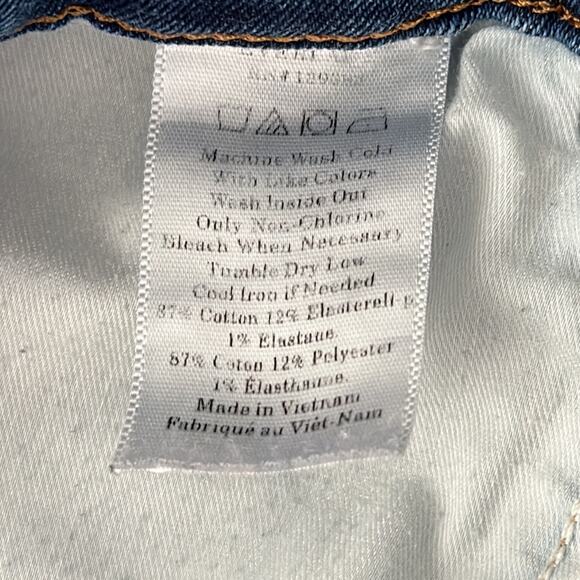 Machine Wash Cold
With Like Colors
Wash Inside Out
Only Non-Chlorine
Bleach When Necessary
Tumble Dry Low
Cool Iron if Needed
87% Cotton 12% Elasterell p
1% Elastane
87% Coton 12% Polyester
1% Élasthanne
Made in Vietnam
Fabriqué au Viêt-Nam